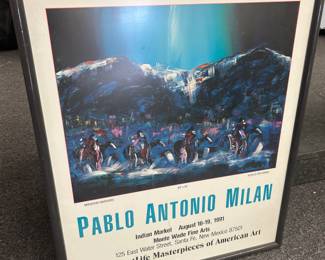 PABLO ANTONIO MILAN
Indian Market August 16-19, 1991
Monte Wade Fine Arts
125 East Water Street, Santa Fe, New Mexico 87501
life Masterpieces of American Art